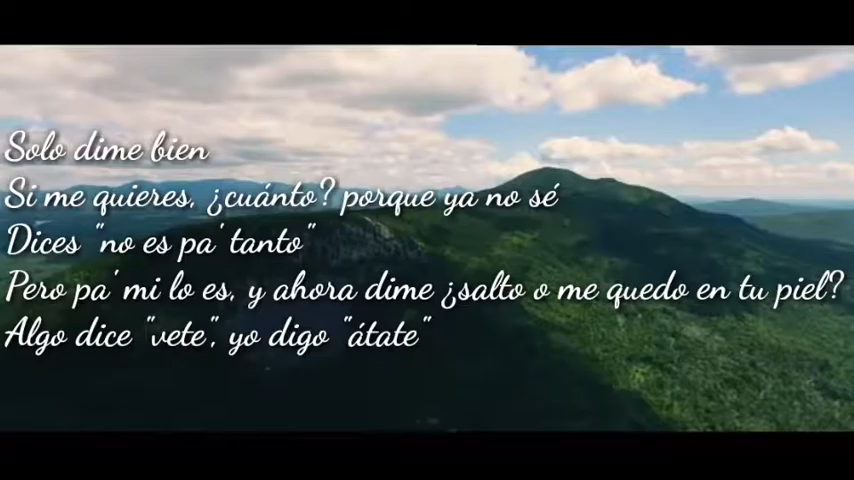 Solo dime bien
Si me quieres, ¿cuánto? porque ya no sé
Dices "no es pa' tanto"
Pero pa' mi lo es, y ahora dime ¿salto o me quedo en tu piel?
Algo dice "vete", yo digo "átate"